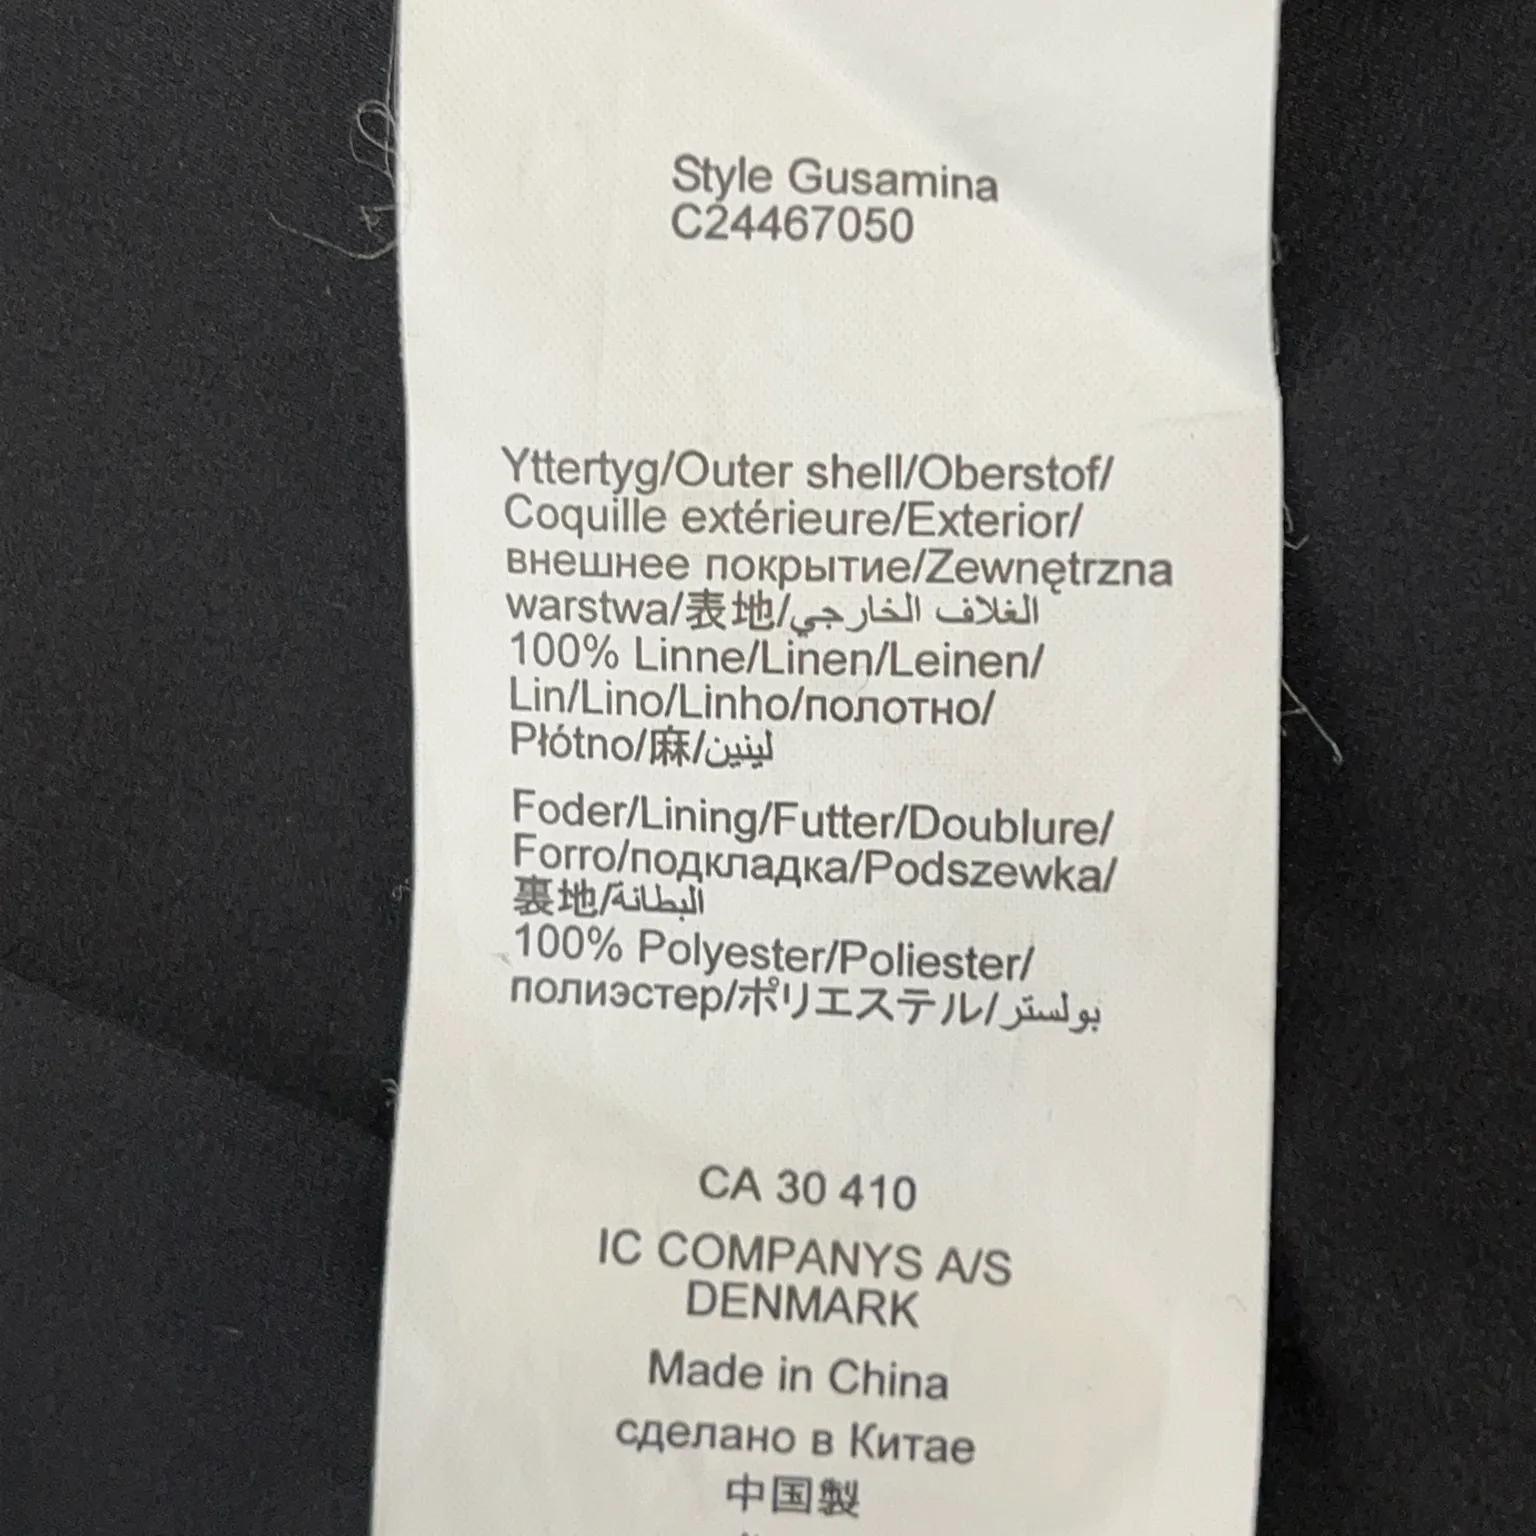 Style Gusamina
C24467050
Yttertyg/Outer shell/Oberstof/
Coquille extérieure/Exterior/
внешнее покрытие/Zewnętrzna
warstwa/表地/الغلاف الخارجي
100% Linne/Linen/Leinen/
Lin/Lino/Linho/полотно/
Płótno/麻/لينين
Foder/Lining/Futter/Doublure/
Forro/подкладка/Podszewka/
裏地/البطانة
100% Polyester/Poliester/
полиэстер/ポリエステル/بولستر
CA 30 410
IC COMPANYS A/S
DENMARK
Made in China
сделано в Китае
中国製